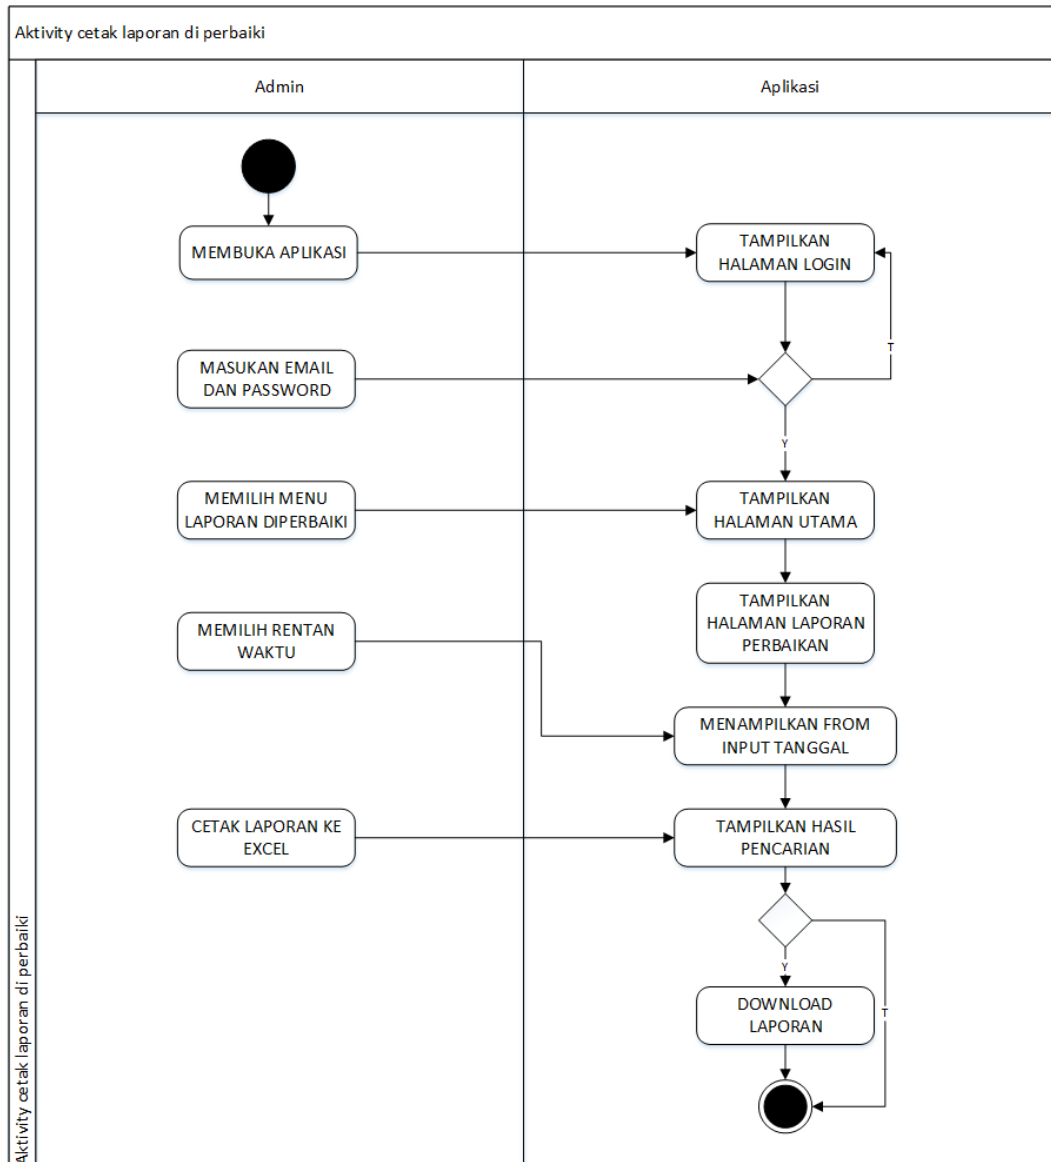 Aktivity cetak laporan di perbaiki
Admin
Aplikasi
MEMBUKA APLIKASI
TAMPILKAN
HALAMAN LOGIN
MASUKAN EMAIL
DAN PASSWORD
T
Y
MEMILIH MENU
LAPORAN DIPERBAIKI
TAMPILKAN
HALAMAN UTAMA
TAMPILKAN
HALAMAN LAPORAN
PERBAIKAN
MEMILIH RENTAN
WAKTU
MENAMPILKAN FROM
INPUT TANGGAL
CETAK LAPORAN KE
EXCEL
TAMPILKAN HASIL
PENCARIAN
Y
DOWNLOAD
LAPORAN
T
Aktivity cetak laporan di perbaiki